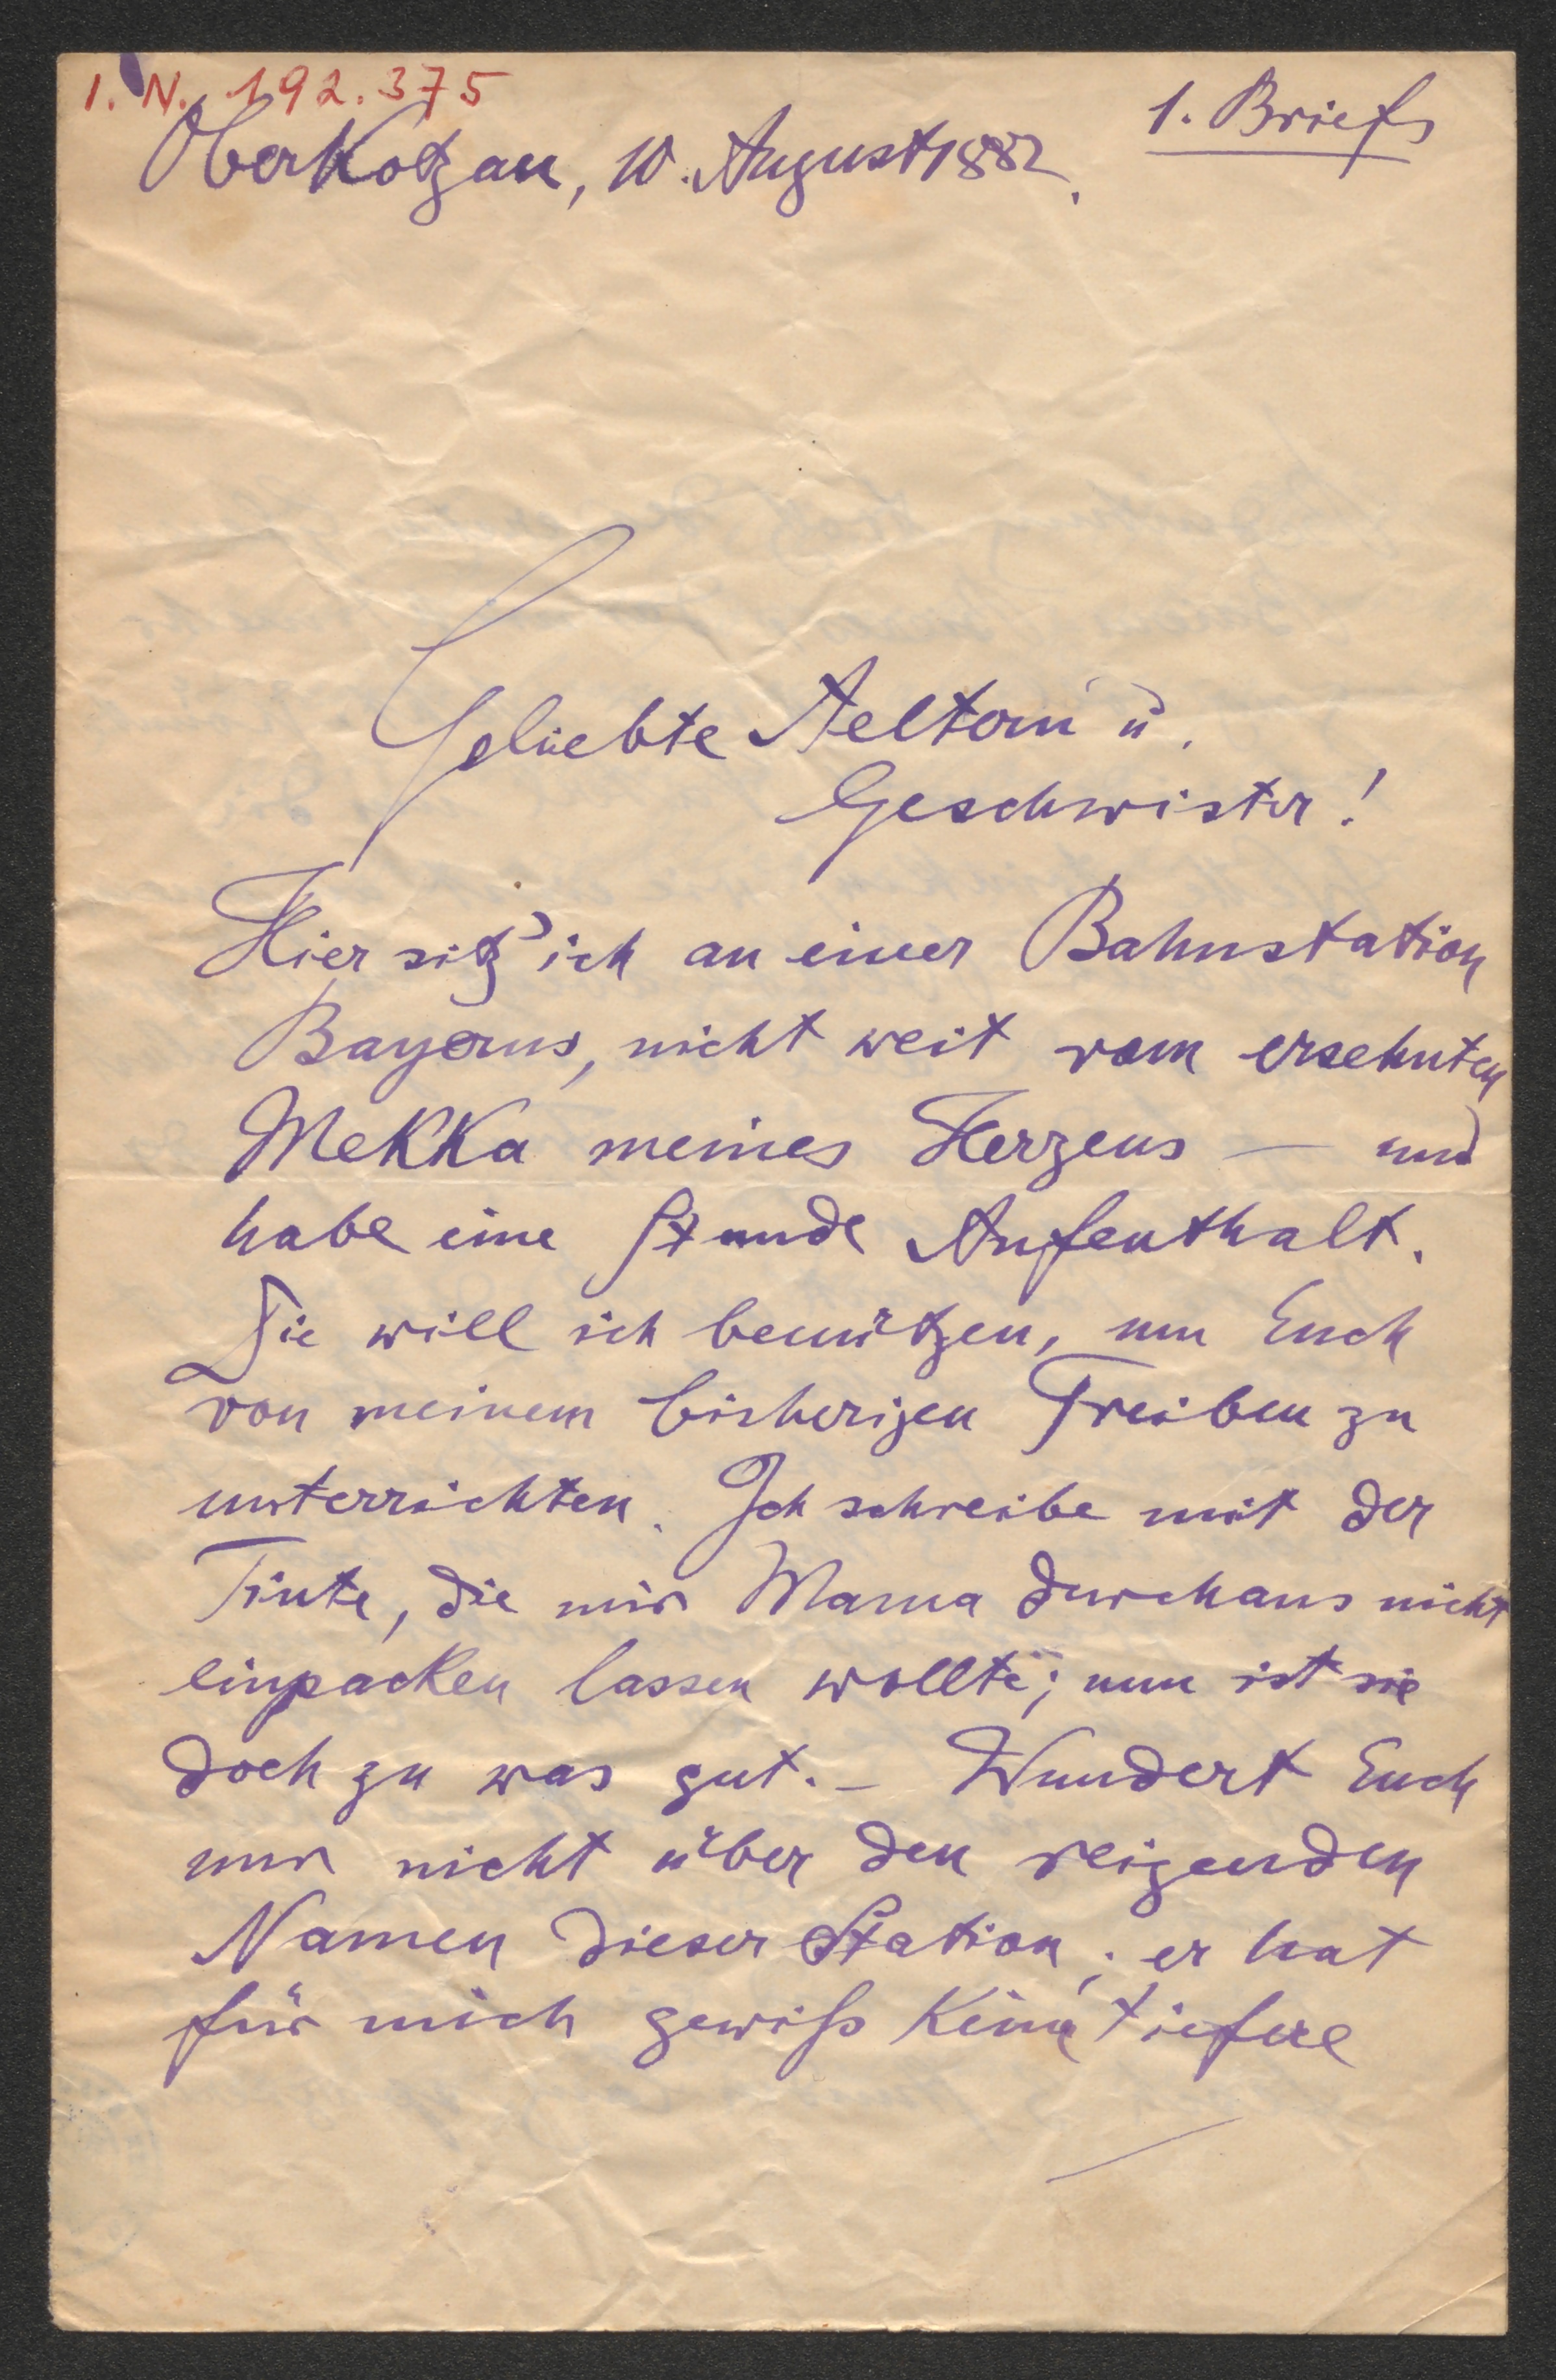 I. N. 192.375
1. Brief
Oberkotzau, 10. August 1882.
Geliebte Aeltern u.
Geschwister!
Hier sitz' ich an einer Bahnstation
Bayerns, nicht weit vom ersehnten
Mekka meines Herzens — und
habe eine Stunde Aufenthalt.
Die will ich benützen, um Euch
von meinem bisherigen Treiben zu
unterrichten. Ich schreibe mit der
Tinte, die mir Mama durchaus nicht
einpacken lassen wollte; nun ist sie
doch zu was gut. – Wundert Euch
nur nicht über den reizenden
Namen dieser Station; er hat
für mich gewiß keine tiefere